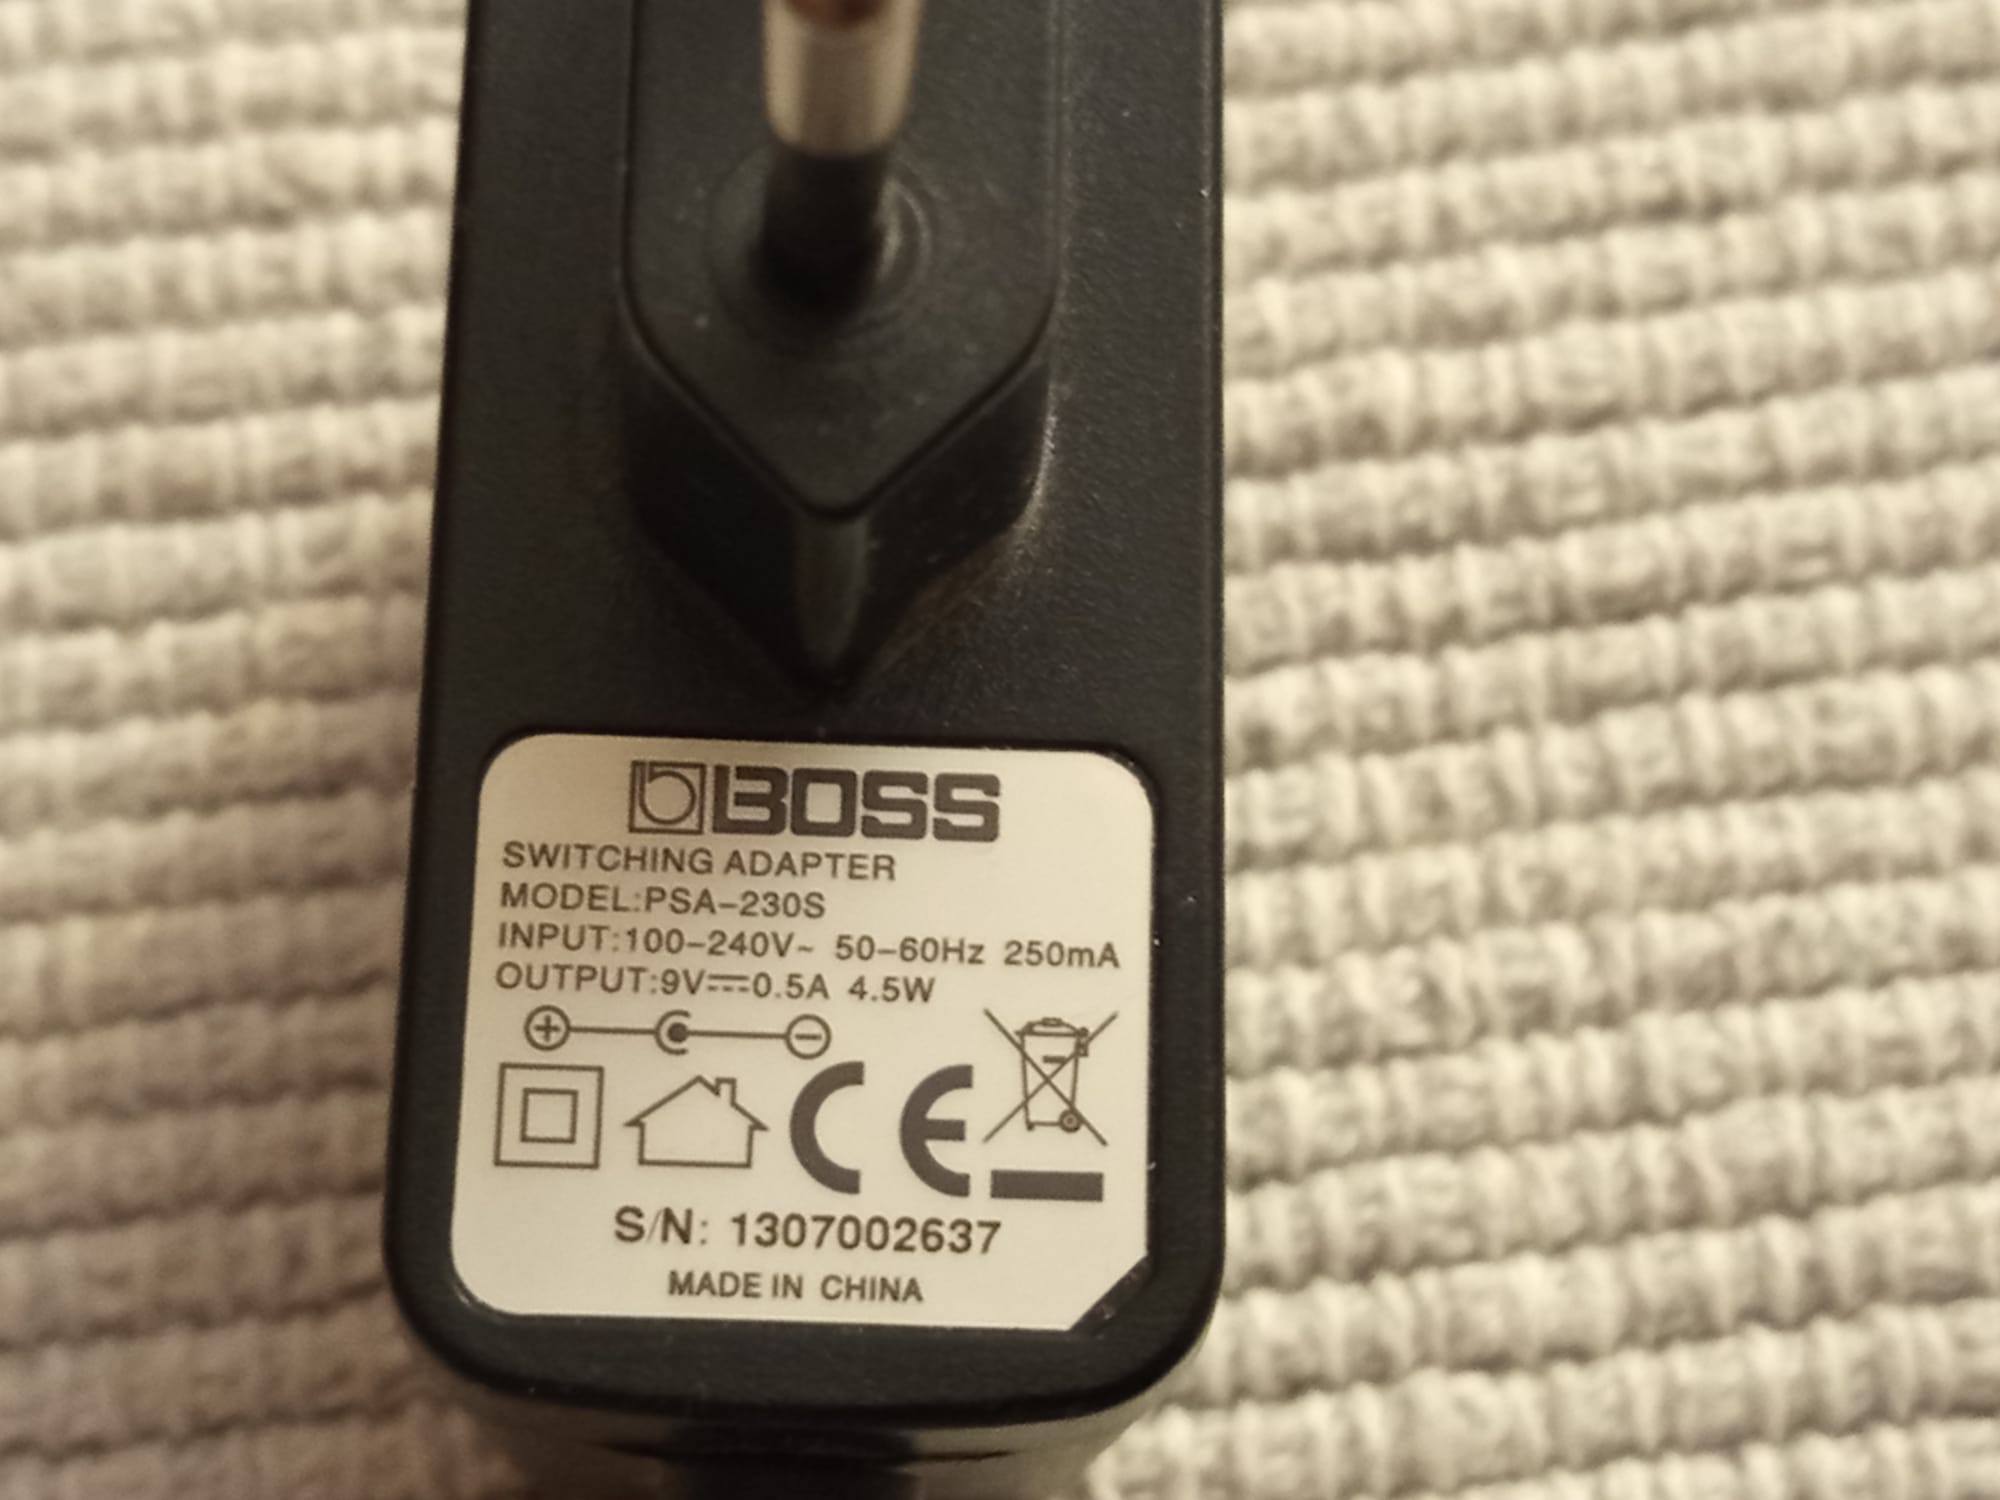 BOSS
SWITCHING ADAPTER
MODEL:PSA-230S
INPUT:100-240V~ 50-60Hz 250mA
OUTPUT:9V⎓0.5A 4.5W
CE
S/N: 1307002637
MADE IN CHINA